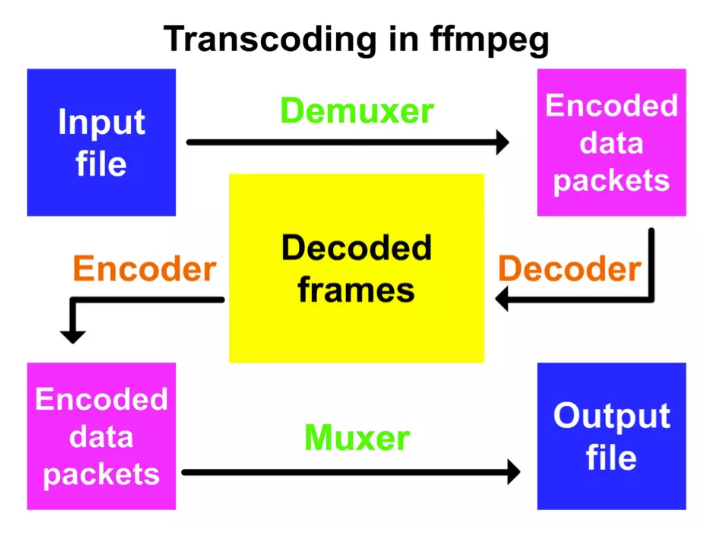 Transcoding in ffmpeg
Input
file
Demuxer
Encoded
data
packets
Decoder
Decoded
frames
Encoder
Encoded
data
packets
Muxer
Output
file